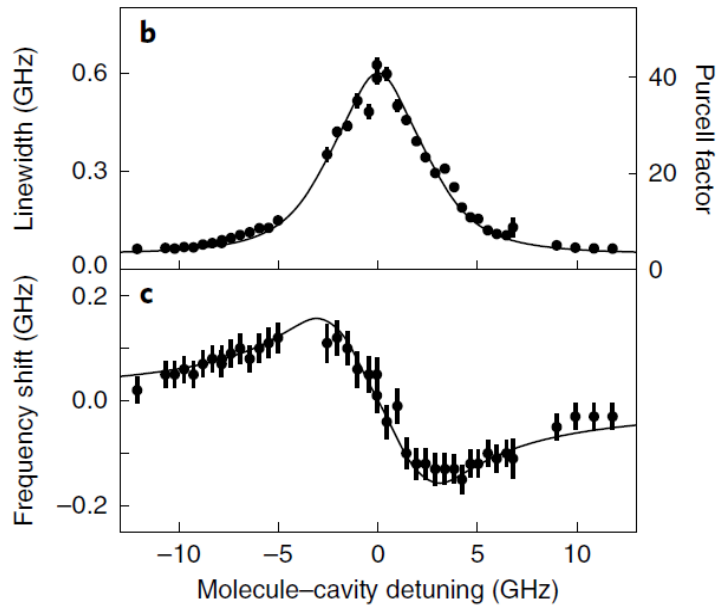 b
Linewidth (GHz)
0.6
0.3
0.0
Purcell factor
40
20
0
c
Frequency shift (GHz)
0.2
0.0
–0.2
–10 –5 0 5 10
Molecule–cavity detuning (GHz)